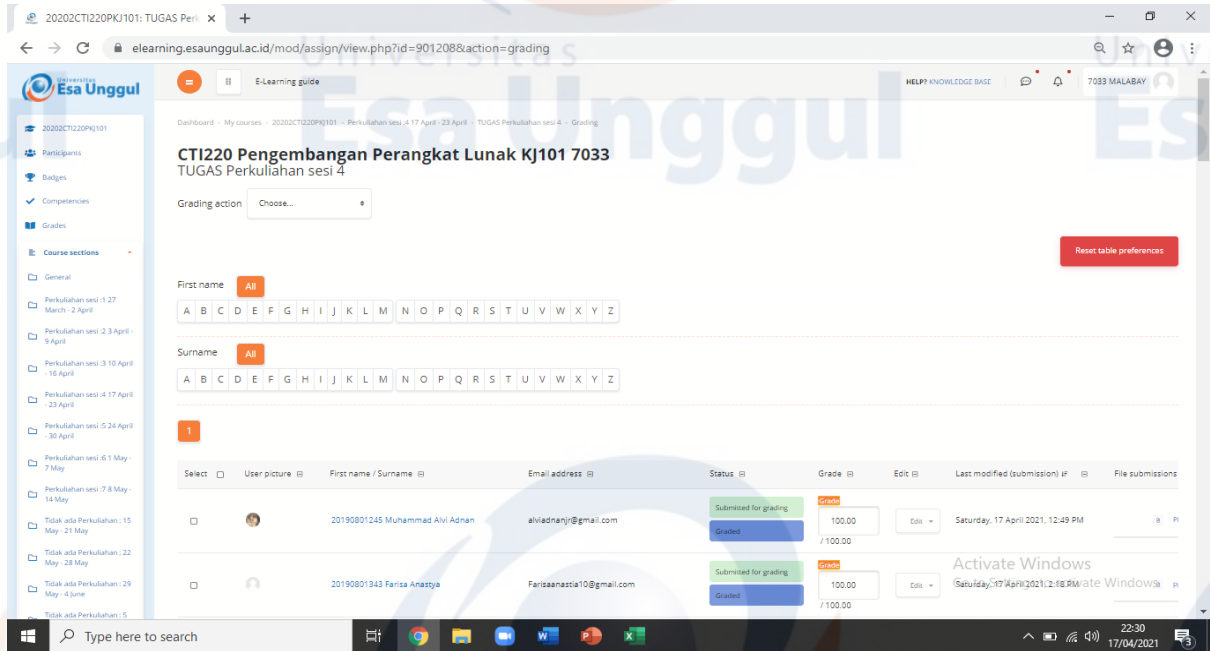 20202CTI220PKJ101: TUGAS Perk
elearning.esaunggul.ac.id/mod/assign/view.php?id=901208&action=grading
Universitas
Esa Unggul
E-Learning guide
HELP? KNOWLEDGE BASE
7033 MALABAY
Dashboard - My courses - 20202CTI220PKJ101 - Perkuliahan sesi :4 17 April - 23 April - TUGAS Perkuliahan sesi 4 - Grading
CTI220 Pengembangan Perangkat Lunak KJ101 7033
TUGAS Perkuliahan sesi 4
Grading action Choose...
Reset table preferences
20202CTI220PKJ101
Participants
Badges
Competencies
Grades
Course sections
General
Perkuliahan sesi :1 27
March - 2 April
Perkuliahan sesi :2 3 April -
9 April
Perkuliahan sesi :3 10 April
- 16 April
Perkuliahan sesi :4 17 April
- 23 April
Perkuliahan sesi :5 24 April
- 30 April
Perkuliahan sesi :6 1 May -
7 May
Perkuliahan sesi :7 8 May -
14 May
Tidak ada Perkuliahan : 15
May - 21 May
Tidak ada Perkuliahan : 22
May - 28 May
Tidak ada Perkuliahan : 29
May - 4 June
Tidak ada Perkuliahan : 5
First name All
A B C D E F G H I J K L M N O P Q R S T U V W X Y Z
Surname All
A B C D E F G H I J K L M N O P Q R S T U V W X Y Z
1
Select User picture First name / Surname Email address Status Grade Edit Last modified (submission) File submissions
20190801245 Muhammad Alvi Adnan alviadnanjr@gmail.com Submitted for grading Graded Grade 100.00 / 100.00 Edit Saturday, 17 April 2021, 12:49 PM
20190801343 Farisa Anastya Farisaanastia10@gmail.com Submitted for grading Graded Grade 100.00 / 100.00 Edit Saturday, 17 April 2021, 2:18 PM
Activate Windows
Type here to search
22:30
17/04/2021
Universitas
Esa Unggul